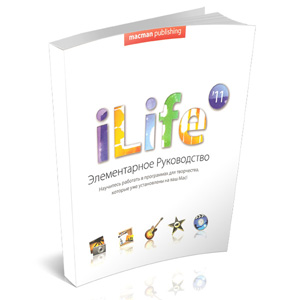 macman publishing
iLife '11
Элементарное Руководство
Научитесь работать в программах для творчества,
которые уже установлены на ваш Mac!